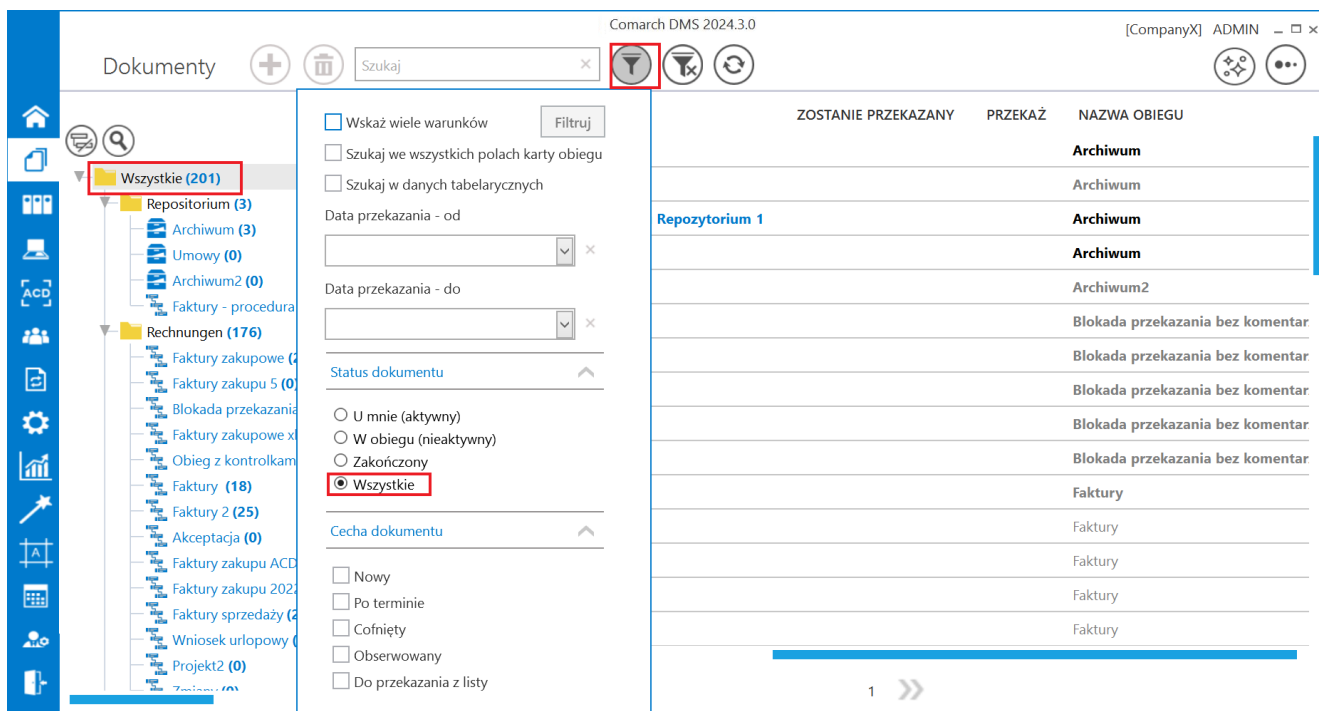 Comarch DMS 2024.3.0
[CompanyX] ADMIN
Dokumenty
Szukaj
ACD
A
Wszystkie (201)
Repositorium (3)
Archiwum (3)
Umowy (0)
Archiwum2 (0)
Faktury - procedura
Rechnungen (176)
Faktury zakupowe
Faktury zakupu 5 (0)
Blokada przekazania
Faktury zakupowe
Obieg z kontrolkam
Faktury (18)
Faktury 2 (25)
Akceptacja (0)
Faktury zakupu ACD
Faktury zakupu 202
Faktury sprzedaży
Wniosek urlopowy
Projekt2 (0)
Zmiany (0)
Wskaż wiele warunków
Filtruj
Szukaj we wszystkich polach karty obiegu
Szukaj w danych tabelarycznych
Data przekazania - od
Data przekazania - do
Status dokumentu
U mnie (aktywny)
W obiegu (nieaktywny)
Zakończony
Wszystkie
Cecha dokumentu
Nowy
Po terminie
Cofnięty
Obserwowany
Do przekazania z listy
ZOSTANIE PRZEKAZANY PRZEKAŻ NAZWA OBIEGU
Archiwum
Archiwum
Repozytorium 1 Archiwum
Archiwum
Archiwum2
Blokada przekazania bez komentar
Blokada przekazania bez komentar
Blokada przekazania bez komentar
Blokada przekazania bez komentar
Blokada przekazania bez komentar
Faktury
Faktury
Faktury
Faktury
Faktury
1